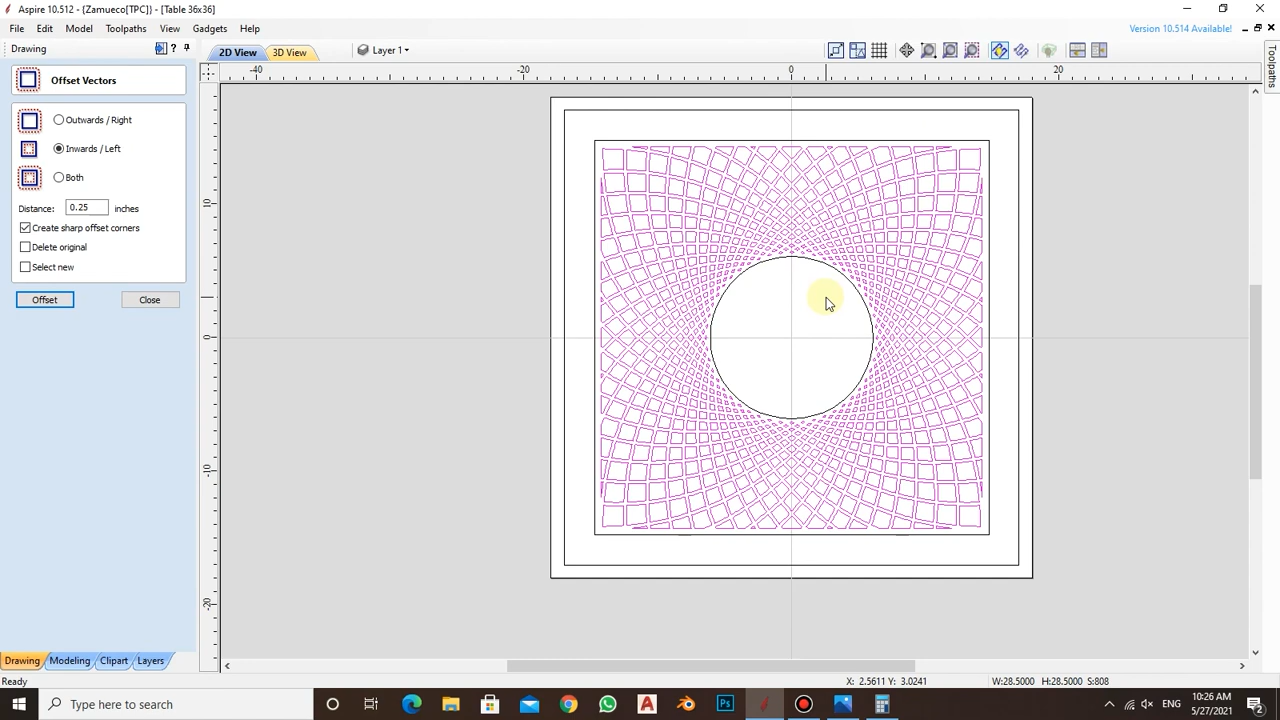 Aspire 10.512 - {Zamueco[TPC]} - [Table 36x36]
File Edit Model Toolpaths View Gadgets Help
Version 10.514 Available!
Drawing ?
2D View 3D View Layer 1
Toolpaths
Offset Vectors
Outwards / Right
Inwards / Left
Both
Distance: 0.25 inches
Create sharp offset corners
Delete original
Select new
Offset Close
-40 -20 0 20
10
0
-10
-20
Drawing Modeling Clipart Layers
Ready X: 2.5611 Y: 3.0241 W:28.5000 H:28.5000 S:808
Type here to search
ENG
10:26 AM
5/27/2021
2